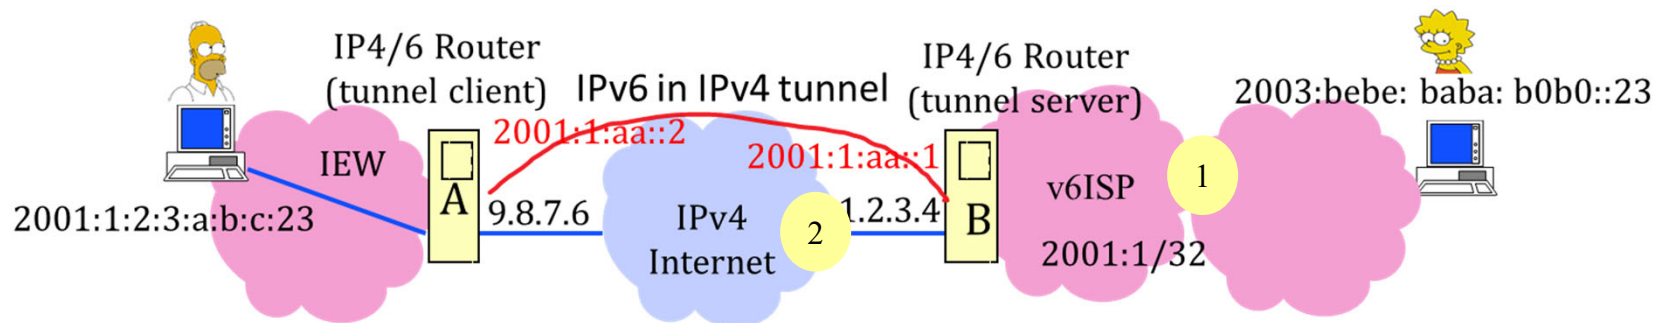 IP4/6 Router
(tunnel client)
IPv6 in IPv4 tunnel
IP4/6 Router
(tunnel server)
2003:bebe: baba: b0b0::23
2001:1:aa::2
2001:1:aa::1
IEW
A
9.8.7.6
IPv4
Internet
2
1.2.3.4
B
v6ISP
1
2001:1/32
2001:1:2:3:a:b:c:23